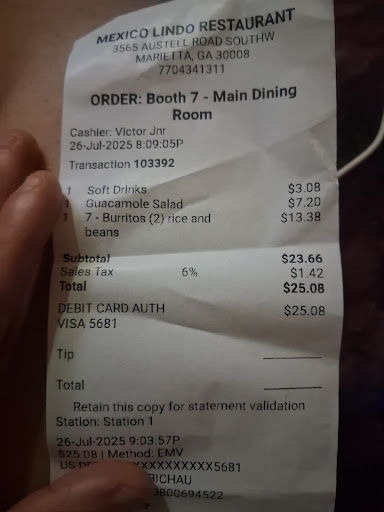 MEXICO LINDO RESTAURANT
3565 AUSTELL ROAD SOUTHW
MARIETTA, GA 30008
7704341311
ORDER: Booth 7 - Main Dining
Room
Cashier: Victor Jnr
26-Jul-2025 8:09:05P
Transaction 103392
1 Soft Drinks $3.08
1 Guacamole Salad $7.20
1 7 - Burritos (2) rice and $13.38
beans
Subtotal $23.66
Sales Tax 6% $1.42
Total $25.08
DEBIT CARD AUTH $25.08
VISA 5681
Tip
Total
Retain this copy for statement validation
Station: Station 1
26-Jul-2025 9:03:57P
$25.08 | Method: EMV
US XXXXXXXXXX5681
BICHAU
0800694522